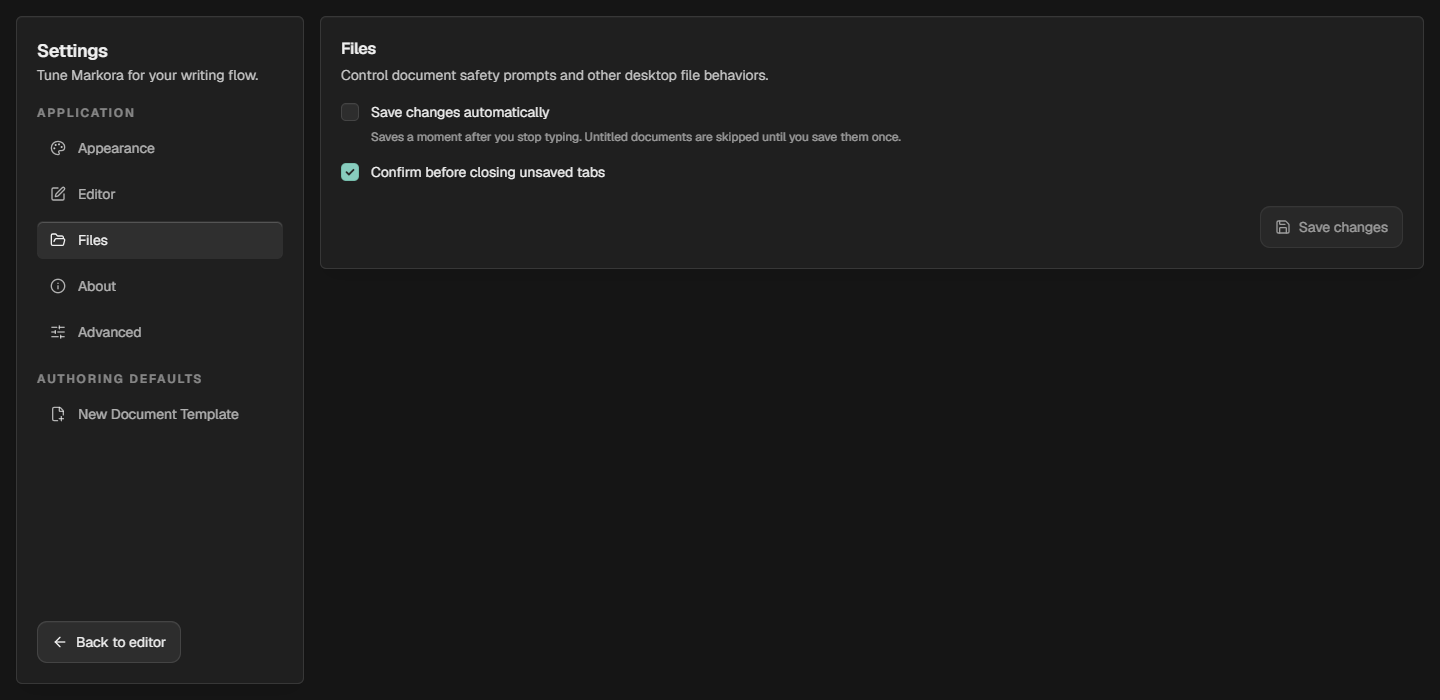 Settings
Tune Markora for your writing flow.
APPLICATION
Appearance
Editor
Files
About
Advanced
AUTHORING DEFAULTS
New Document Template
Back to editor
Files
Control document safety prompts and other desktop file behaviors.
Save changes automatically
Saves a moment after you stop typing. Untitled documents are skipped until you save them once.
Confirm before closing unsaved tabs
Save changes